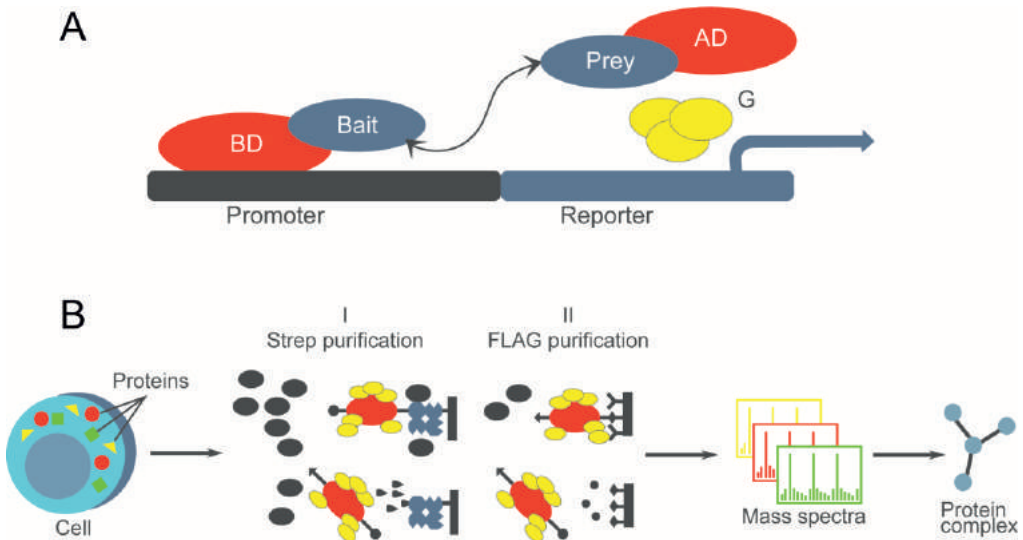 A
AD
Prey
G
Bait
BD
Promoter
Reporter
B
I
II
Strep purification
FLAG purification
Proteins
Cell
Mass spectra
Protein
complex